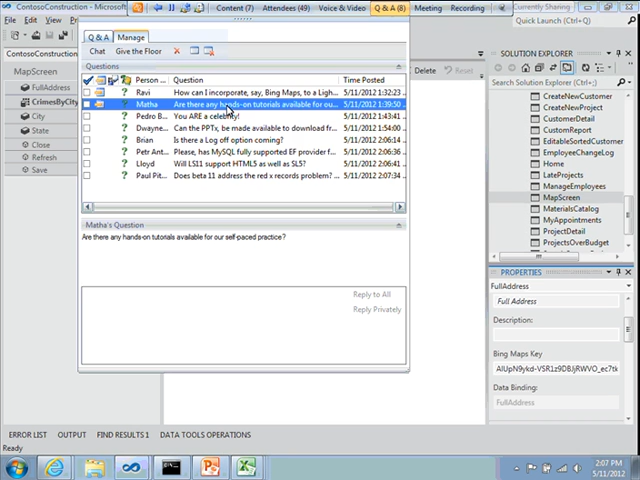 ContosoConstruction - Microsoft
Content (7) Attendees (49) Voice & Video Q & A (8) Meeting Recording Currently Sharing
File Edit
Quick Launch (Ctrl+Q)
Q & A Manage
Chat Give the Floor
Questions
Person ... Question Time Posted
Ravi How can I incorporate, say, Bing Maps, to a Ligh... 5/11/2012 1:32:23 ..
Matha Are there any hands-on tutorials available for ou... 5/11/2012 1:39:50 ..
Pedro B... You ARE a celebrity! 5/11/2012 1:43:41 ..
Dwayne... Can the PPTx, be made available to download fr... 5/11/2012 1:54:00 ..
Brian Is there a Log off option coming? 5/11/2012 2:06:14 ..
Petr Ant... Please, has MySQL fully supported EF provider f... 5/11/2012 2:06:36 ..
Lloyd Will LS11 support HTML5 as well as SL5? 5/11/2012 2:07:13 ..
Paul Pit... Does beta 11 address the red x records problem? 5/11/2012 2:07:34 ..
Matha's Question
Are there any hands-on tutorials available for our self-paced practice?
Reply to All
Reply Privately
ContosoConstruction
MapScreen
FullAddress
CrimesByCity
City
State
Close
Refresh
Delete Reset
SOLUTION EXPLORER
Search Solution Explorer (Ctrl+;)
CreateNewCustomer
CreateNewProject
CustomerDetail
CustomReport
EditableSortedCustomer
EmployeeChangeLog
Home
LateProjects
ManageEmployees
MapScreen
MaterialsCatalog
MyAppointments
ProjectDetail
ProjectsOverBudget
PROPERTIES
FullAddress
Full Address
Description:
Bing Maps Key
Data Binding:
FullAddress
ERROR LIST OUTPUT FIND RESULTS 1 DATA TOOLS OPERATIONS
Ready
2:07 PM
5/11/2012